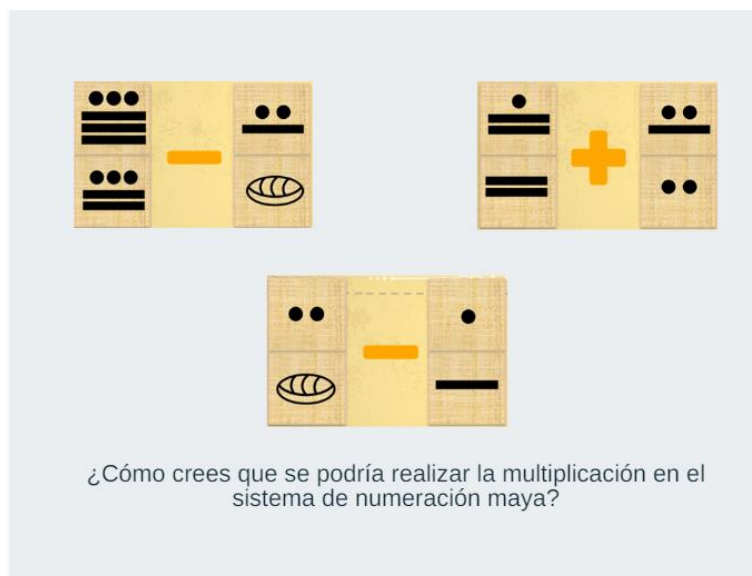 ¿Cómo crees que se podría realizar la multiplicación en el
sistema de numeración maya?